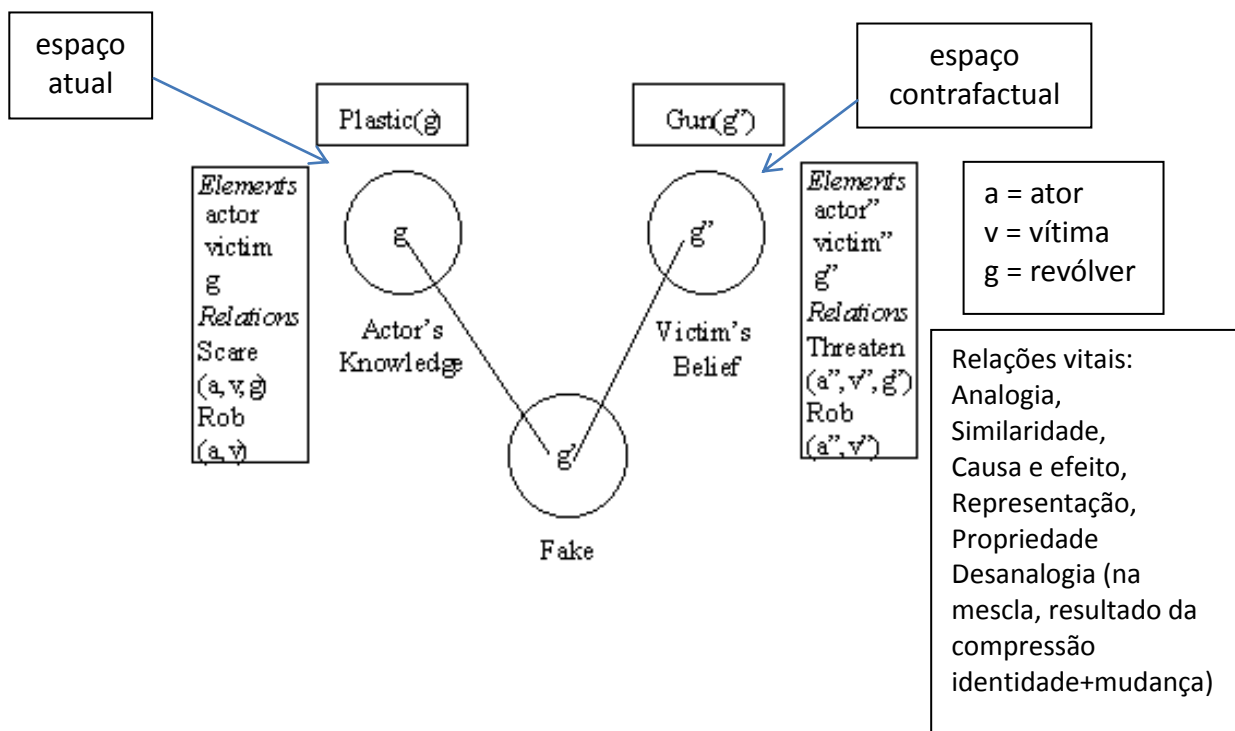 espaço
atual
espaço
contrafactual
Plastic(g)
Gun(g”)
Elements
actor
victim
g
Relations
Scare
(a, v, g)
Rob
(a, v)
g
Actor’s
Knowledge
g”
Victim’s
Belief
Elements
actor”
victim”
g”
Relations
Threaten
(a”, v”, g”)
Rob
(a”, v”)
g’
Fake
a = ator
v = vítima
g = revólver
Relações vitais:
Analogia,
Similaridade,
Causa e efeito,
Representação,
Propriedade
Desanalogia (na
mescla, resultado da
compressão
identidade+mudança)